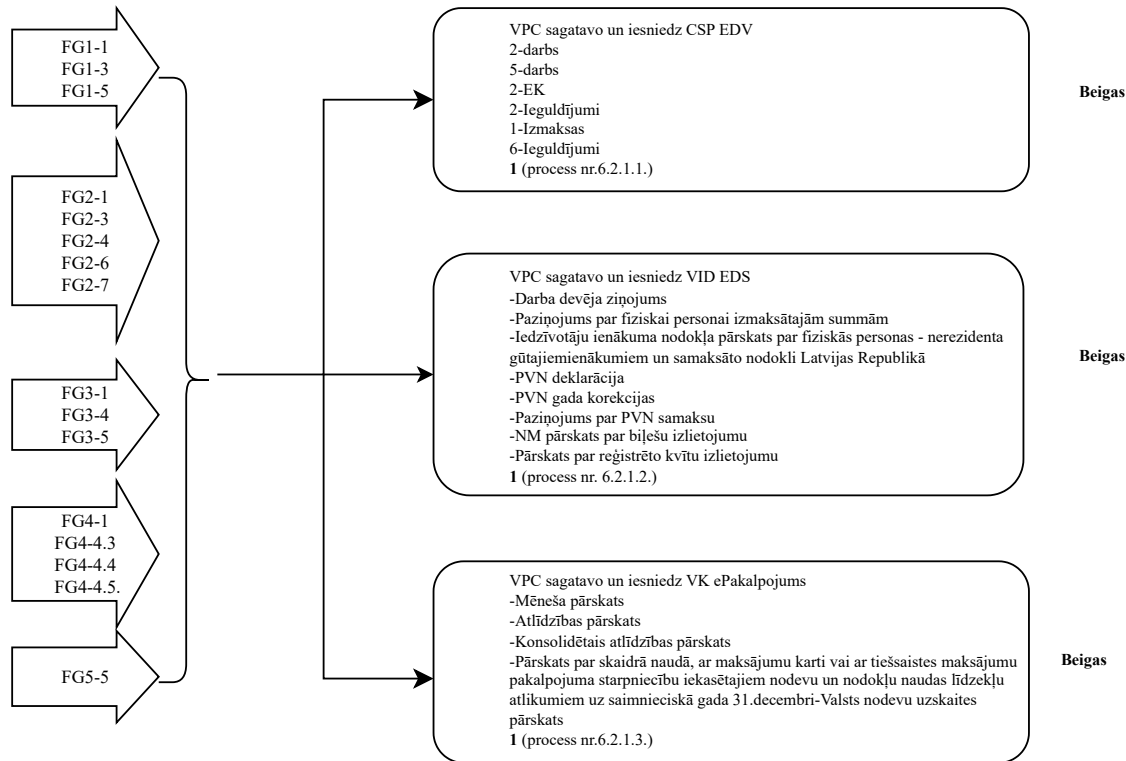 FG1-1
FG1-3
FG1-5
FG2-1
FG2-3
FG2-4
FG2-6
FG2-7
FG3-1
FG3-4
FG3-5
FG4-1
FG4-4.3
FG4-4.4
FG4-4.5.
FG5-5
VPC sagatavo un iesniedz CSP EDV
2-darbs
5-darbs
2-EK
2-Ieguldījumi
1-Izmaksas
6-Ieguldījumi
1 (process nr.6.2.1.1.)
Beigas
VPC sagatavo un iesniedz VID EDS
-Darba devēja ziņojums
-Paziņojums par fiziskai personai izmaksātajām summām
-Iedzīvotāju ienākuma nodokļa pārskats par fiziskās personas - nerezidenta
gūtajiemienākumiem un samaksāto nodokli Latvijas Republikā
-PVN deklarācija
-PVN gada korekcijas
-Paziņojums par PVN samaksu
-NM pārskats par biļešu izlietojumu
-Pārskats par reģistrēto kvītu izlietojumu
1 (process nr. 6.2.1.2.)
Beigas
VPC sagatavo un iesniedz VK ePakalpojums
-Mēneša pārskats
-Atlīdzības pārskats
-Konsolidētais atlīdzības pārskats
-Pārskats par skaidrā naudā, ar maksājumu karti vai ar tiešsaistes maksājumu
pakalpojuma starpniecību iekasētajiem nodevu un nodokļu naudas līdzekļu
atlikumiem uz saimnieciskā gada 31.decembri-Valsts nodevu uzskaites
pārskats
1 (process nr.6.2.1.3.)
Beigas